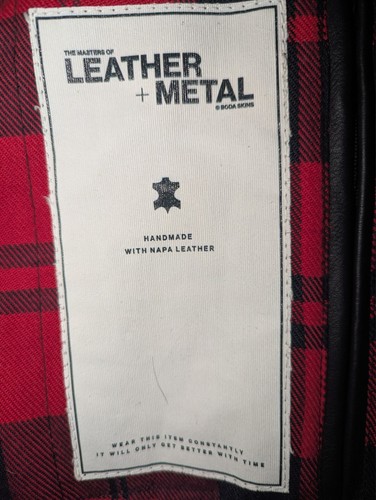 THE MASTERS OF
LEATHER
+ METAL
© BODA SKINS
HANDMADE
WITH NAPA LEATHER
WEAR THIS ITEM CONSTANTLY
IT WILL ONLY GET BETTER WITH TIME